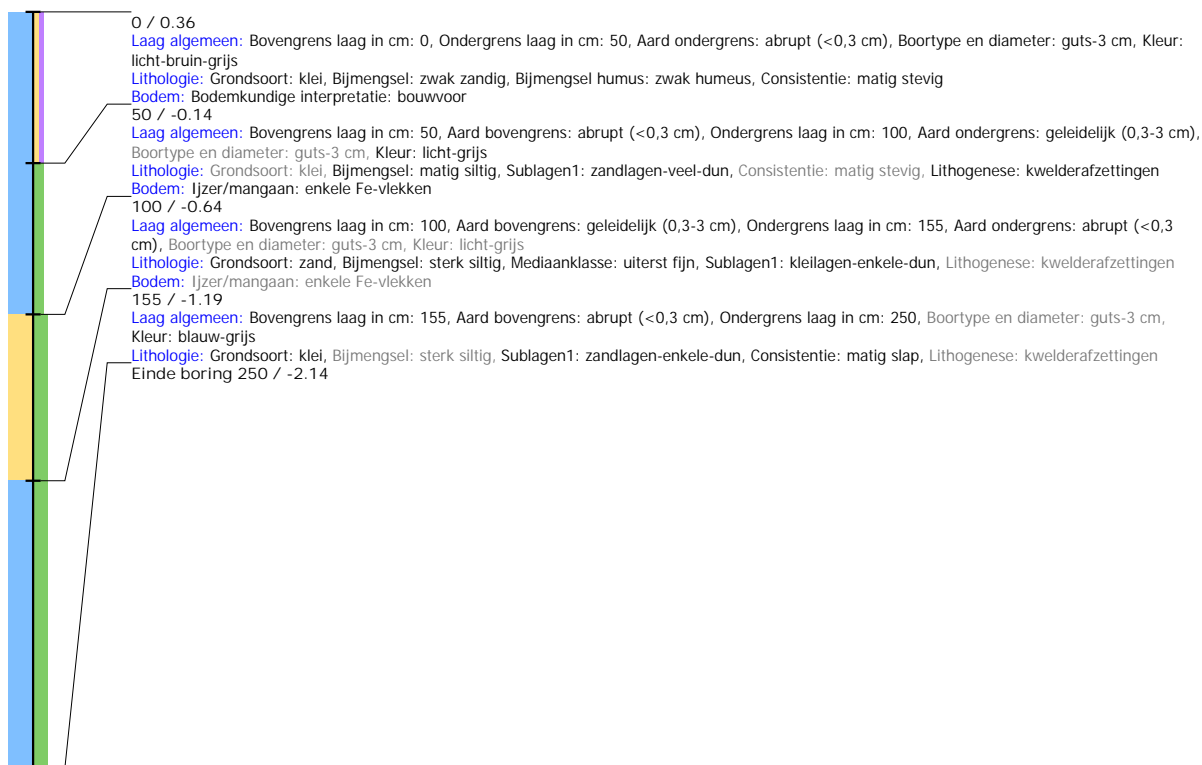 0 / 0.36
Laag algemeen: Bovengrens laag in cm: 0, Ondergrens laag in cm: 50, Aard ondergrens: abrupt (<0,3 cm), Boortype en diameter: guts-3 cm, Kleur:
licht-bruin-grijs
Lithologie: Grondsoort: klei, Bijmengsel: zwak zandig, Bijmengsel humus: zwak humeus, Consistentie: matig stevig
Bodem: Bodemkundige interpretatie: bouwvoor
50 / -0.14
Laag algemeen: Bovengrens laag in cm: 50, Aard bovengrens: abrupt (<0,3 cm), Ondergrens laag in cm: 100, Aard ondergrens: geleidelijk (0,3-3 cm),
Boortype en diameter: guts-3 cm, Kleur: licht-grijs
Lithologie: Grondsoort: klei, Bijmengsel: matig siltig, Sublagen1: zandlagen-veel-dun, Consistentie: matig stevig, Lithogenese: kwelderafzettingen
Bodem: Ijzer/mangaan: enkele Fe-vlekken
100 / -0.64
Laag algemeen: Bovengrens laag in cm: 100, Aard bovengrens: geleidelijk (0,3-3 cm), Ondergrens laag in cm: 155, Aard ondergrens: abrupt (<0,3
cm), Boortype en diameter: guts-3 cm, Kleur: licht-grijs
Lithologie: Grondsoort: zand, Bijmengsel: sterk siltig, Mediaanklasse: uiterst fijn, Sublagen1: kleilagen-enkele-dun, Lithogenese: kwelderafzettingen
Bodem: Ijzer/mangaan: enkele Fe-vlekken
155 / -1.19
Laag algemeen: Bovengrens laag in cm: 155, Aard bovengrens: abrupt (<0,3 cm), Ondergrens laag in cm: 250, Boortype en diameter: guts-3 cm,
Kleur: blauw-grijs
Lithologie: Grondsoort: klei, Bijmengsel: sterk siltig, Sublagen1: zandlagen-enkele-dun, Consistentie: matig slap, Lithogenese: kwelderafzettingen
Einde boring 250 / -2.14